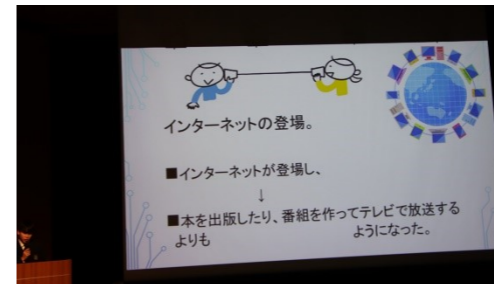 インターネットの登場。
■インターネットが登場し、
↓
■本を出版したり、番組を作ってテレビで放送する
よりも ようになった。